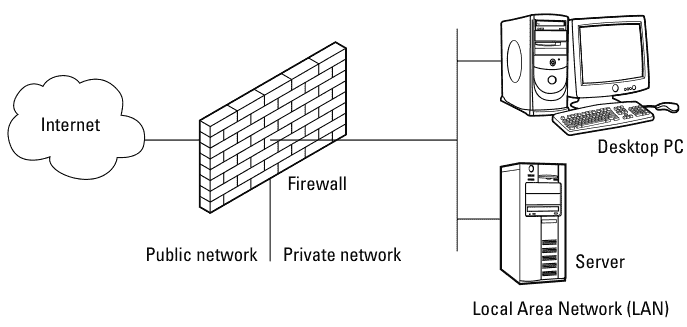 Internet
Firewall
Public network
Private network
Desktop PC
Server
Local Area Network (LAN)